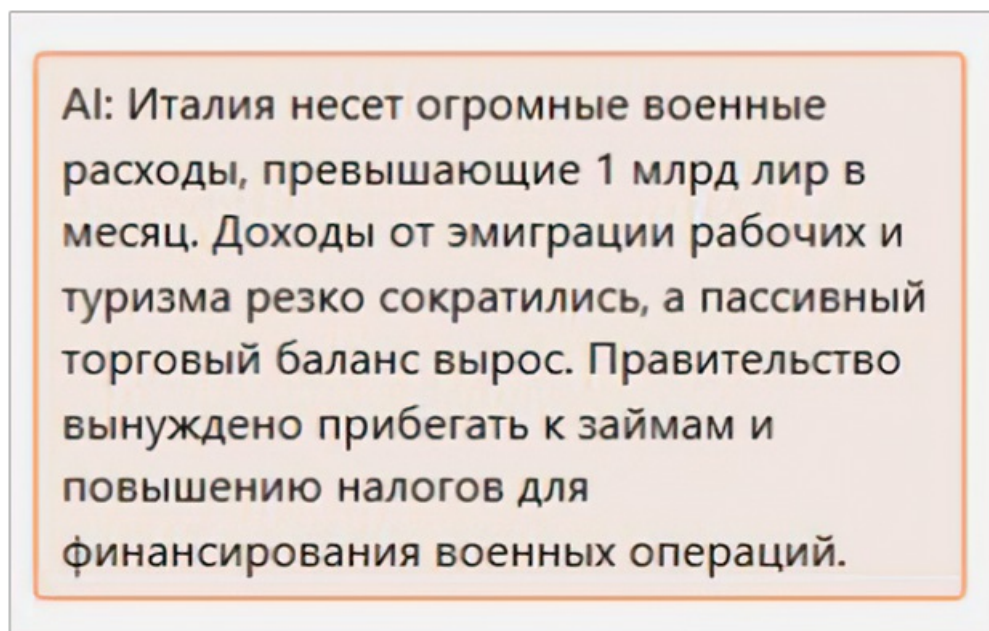 AI: Италия несет огромные военные
расходы, превышающие 1 млрд лир в
месяц. Доходы от эмиграции рабочих и
туризма резко сократились, а пассивный
торговый баланс вырос. Правительство
вынуждено прибегать к займам и
повышению налогов для
финансирования военных операций.